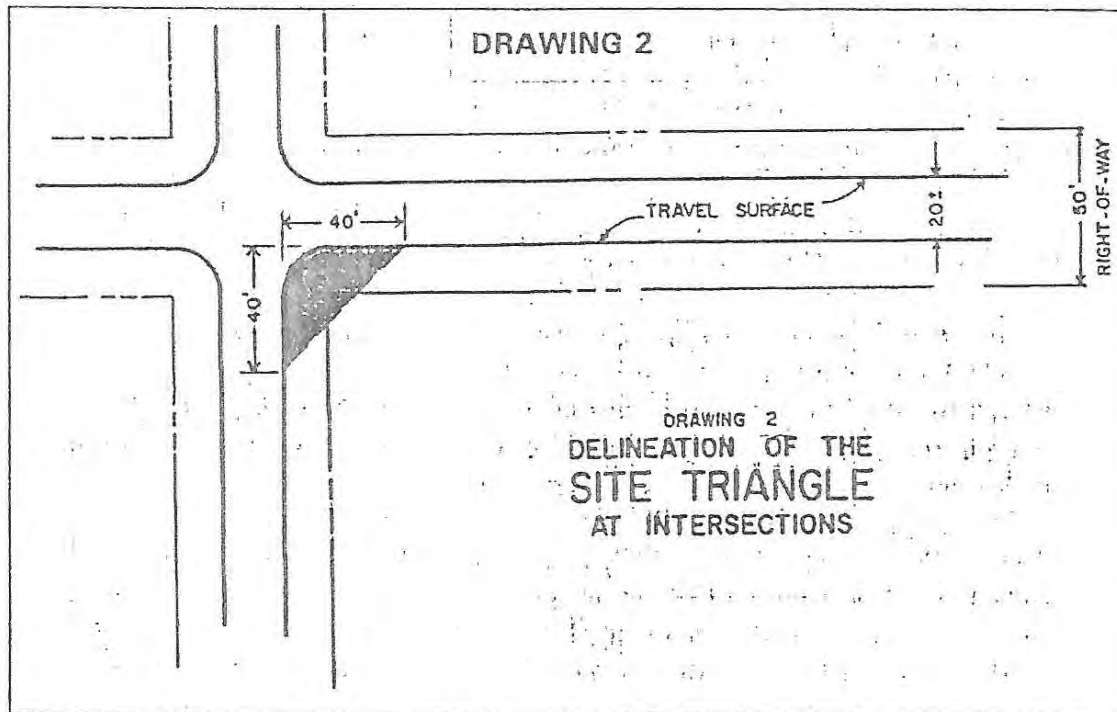 DRAWING 2
40'
40'
TRAVEL SURFACE
20±
50'
RIGHT-OF-WAY
DRAWING 2
DELINEATION OF THE
SITE TRIANGLE
AT INTERSECTIONS